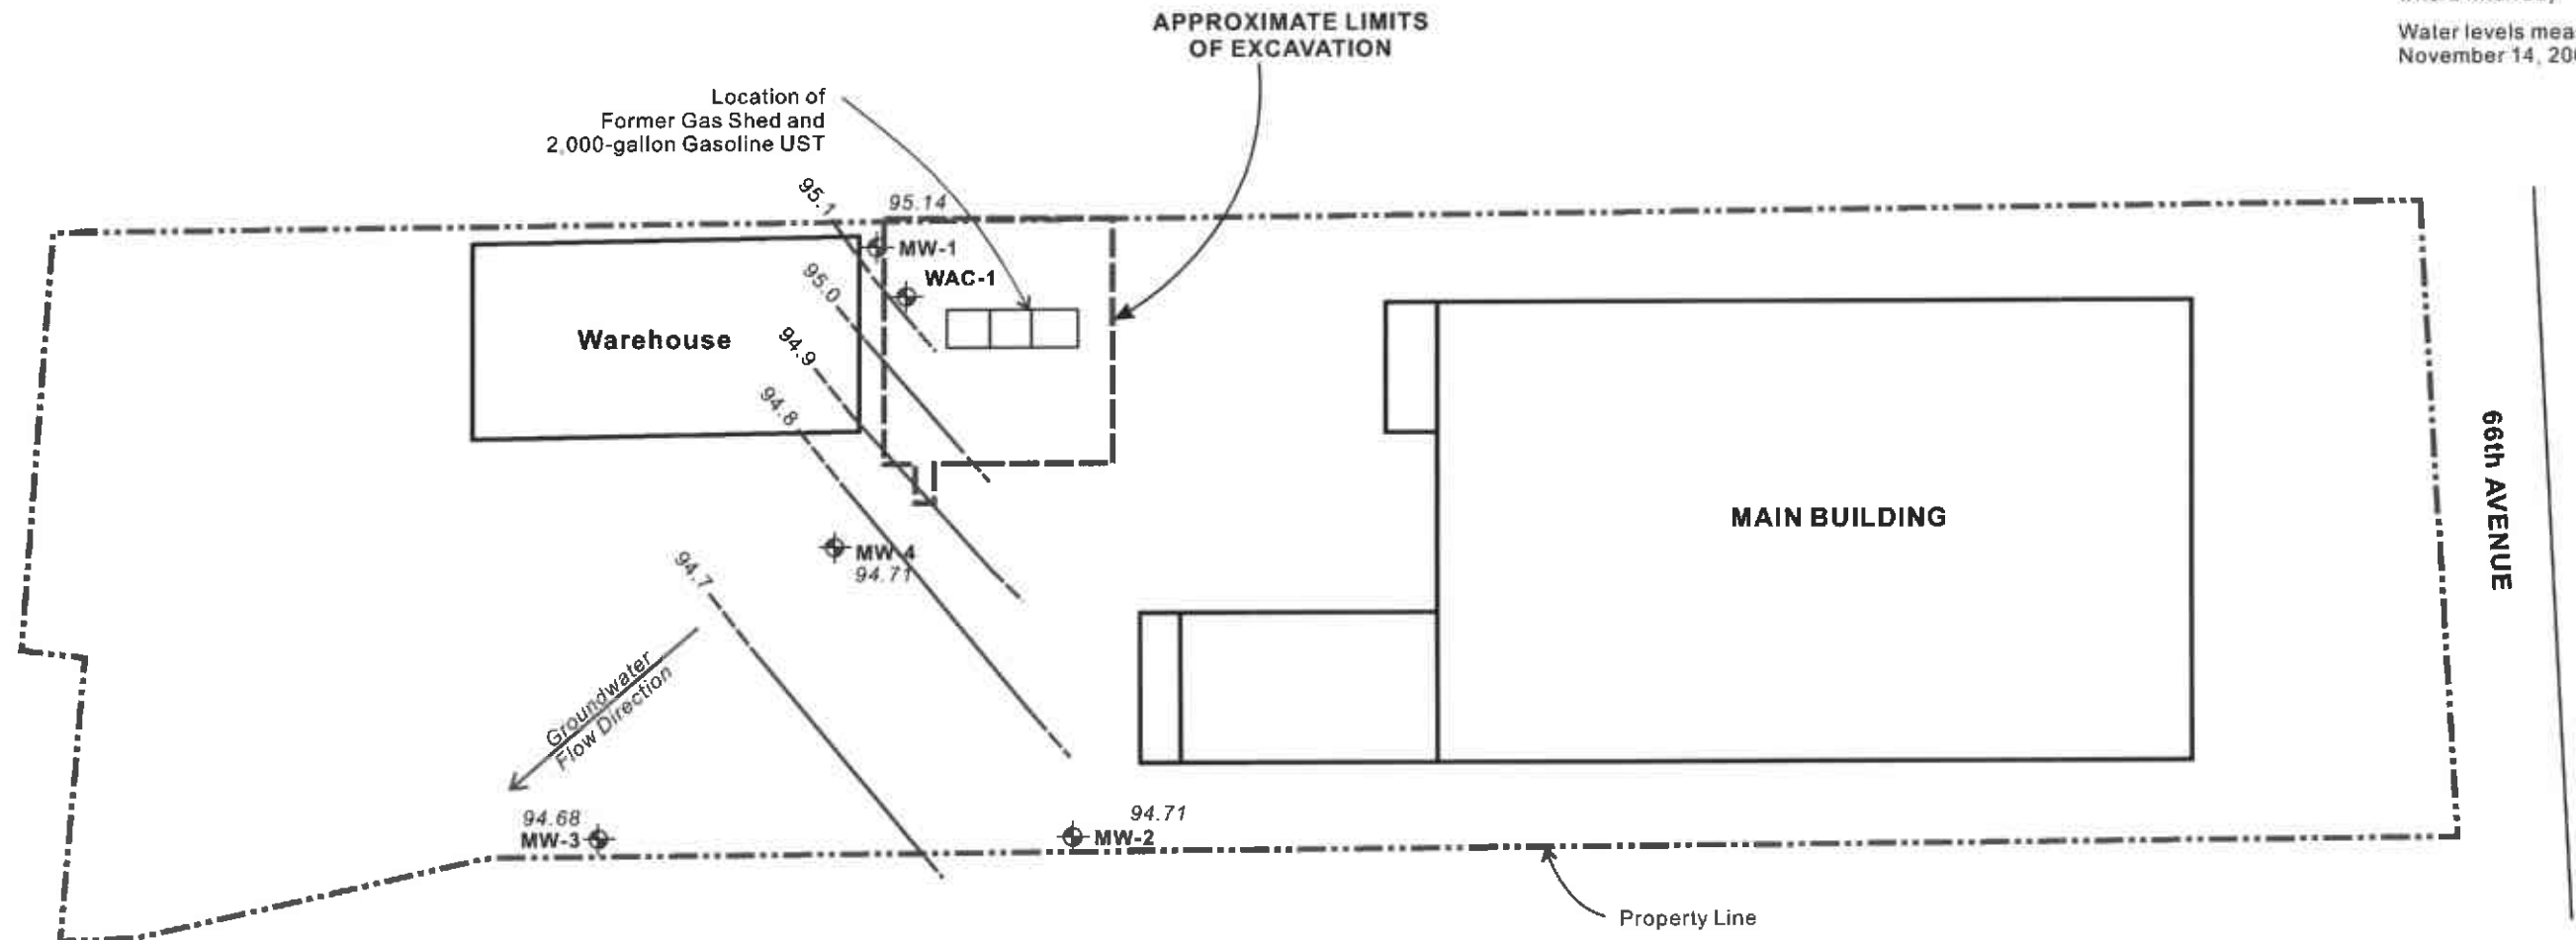 APPROXIMATE LIMITS
OF EXCAVATION
Water levels mea
November 14, 200
Location of
Former Gas Shed and
2,000-gallon Gasoline UST
95.1
95.14
MW-1
WAC-1
95.0
Warehouse
94.9
94.8
66th AVENUE
MAIN BUILDING
MW-4
94.71
94.7
Groundwater
Flow Direction
94.68
MW-3
94.71
MW-2
Property Line